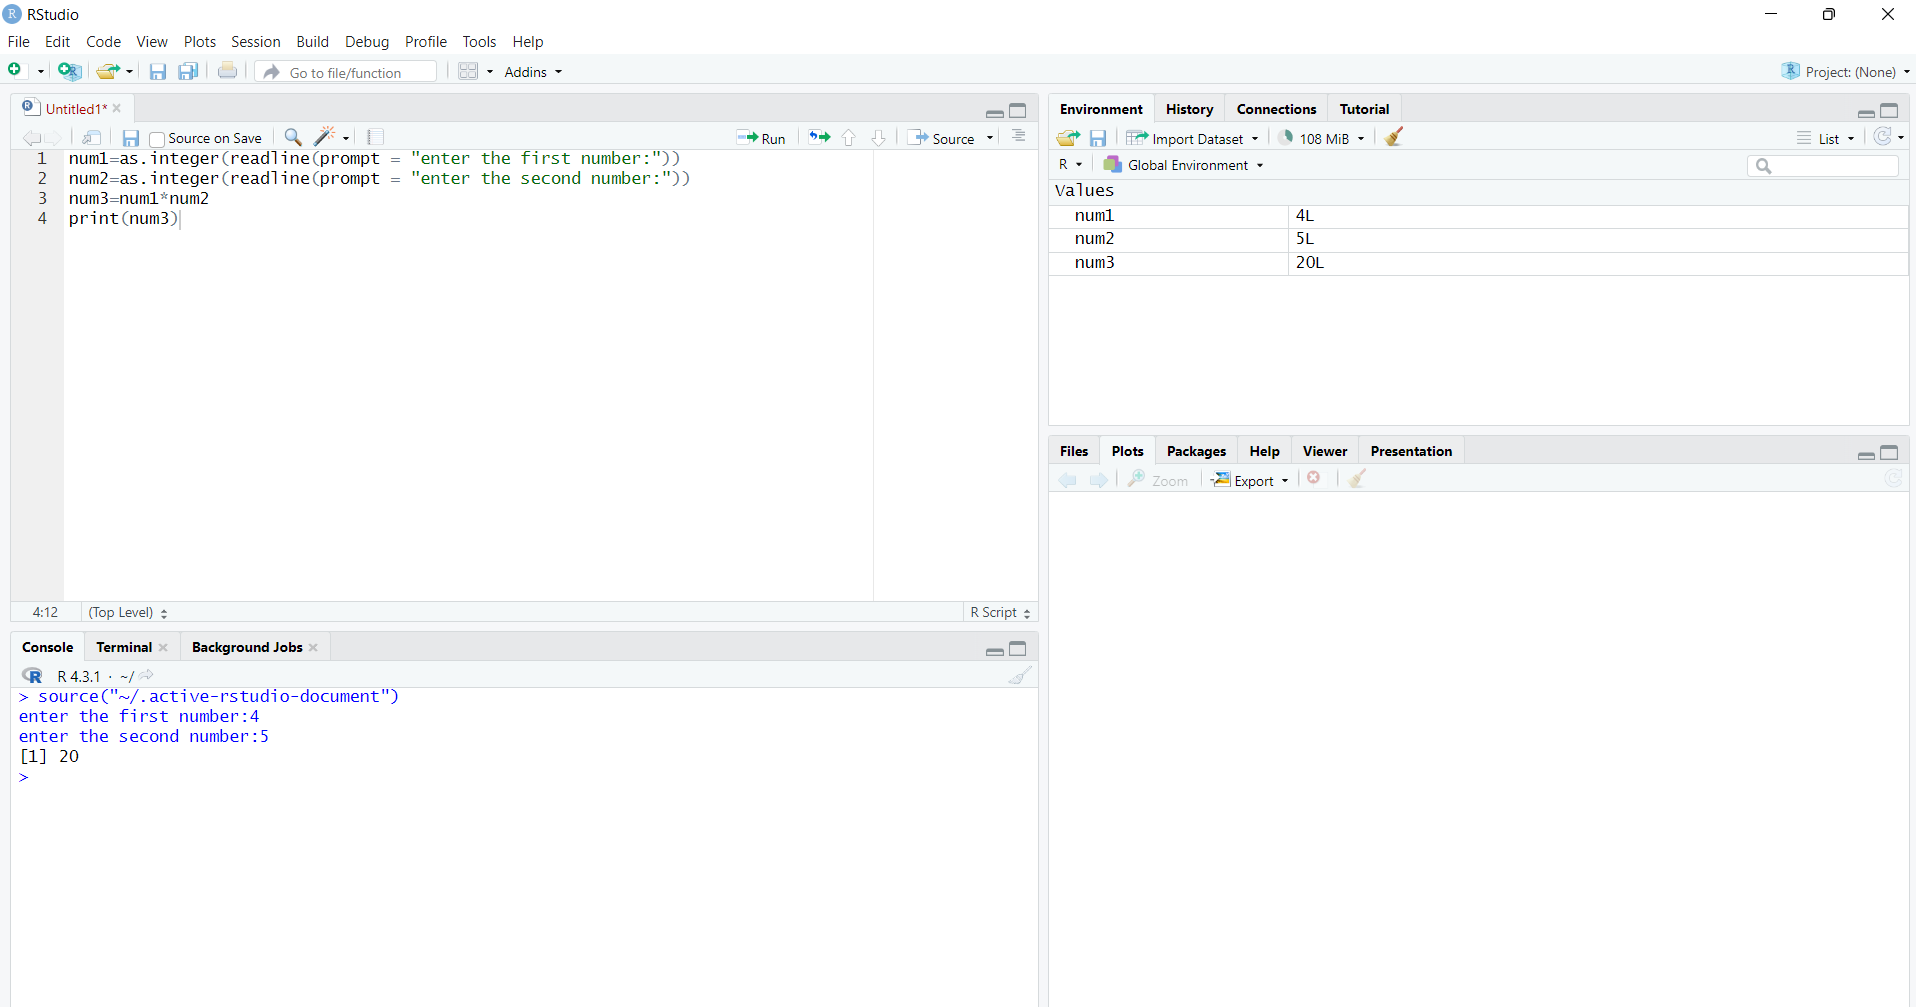 RStudio
File Edit Code View Plots Session Build Debug Profile Tools Help
Go to file/function Addins Project: (None)
Untitled1*
Source on Save Run Source
1 num1=as.integer(readline(prompt = "enter the first number:"))
2 num2=as.integer(readline(prompt = "enter the second number:"))
3 num3=num1*num2
4 print(num3)
4:12 (Top Level) R Script
Console Terminal Background Jobs
R 4.3.1 · ~/
> source("~/.active-rstudio-document")
enter the first number:4
enter the second number:5
[1] 20
>
Environment History Connections Tutorial
Import Dataset 108 MiB List
R Global Environment
Values
num1 4L
num2 5L
num3 20L
Files Plots Packages Help Viewer Presentation
Zoom Export